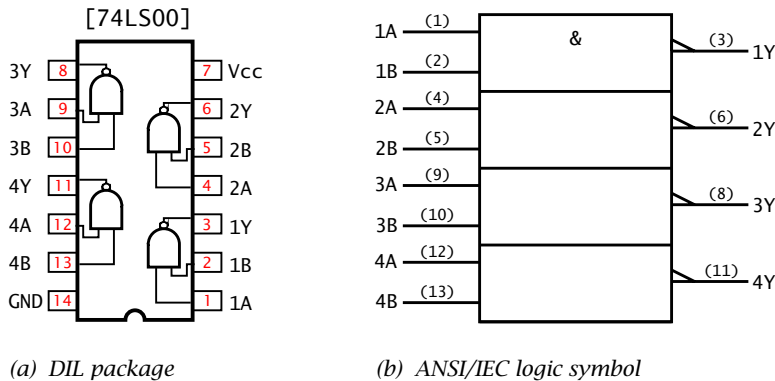 [74LS00]
3Y 8 7 Vcc
3A 9 6 2Y
3B 10 5 2B
4Y 11 4 2A
4A 12 3 1Y
4B 13 2 1B
GND 14 1 1A
(a) DIL package
&
1A (1)
1B (2)
(3) 1Y
2A (4)
2B (5)
(6) 2Y
3A (9)
3B (10)
(8) 3Y
4A (12)
4B (13)
(11) 4Y
(b) ANSI/IEC logic symbol